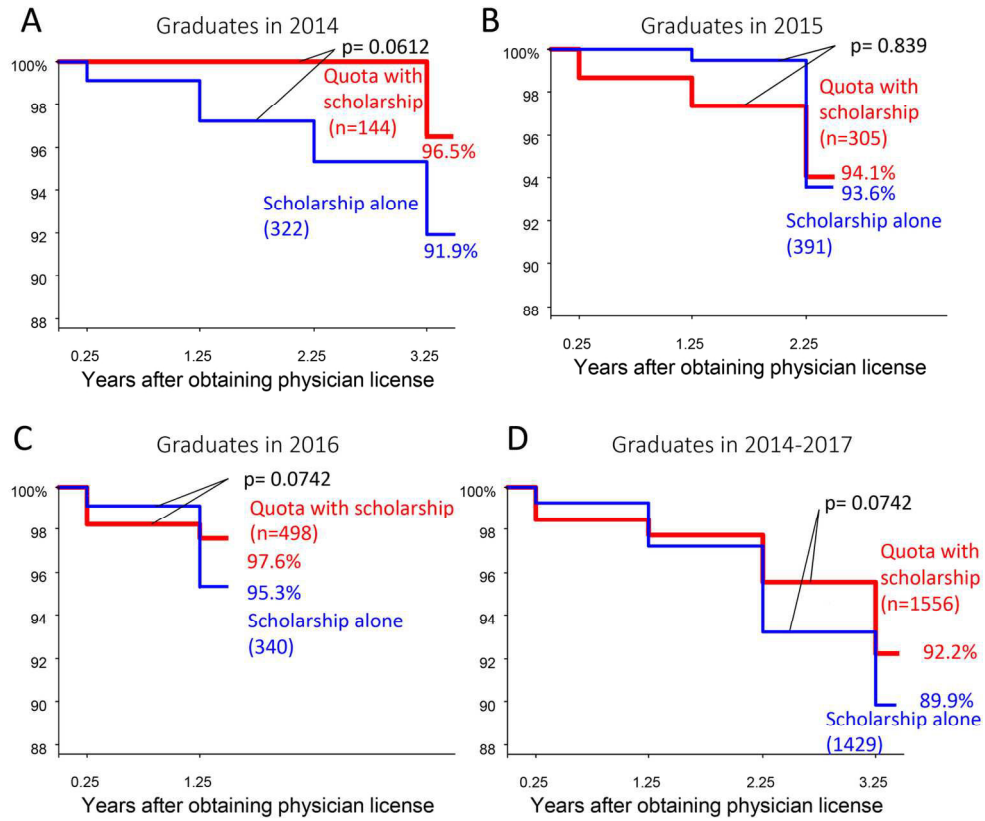 A
Graduates in 2014
p= 0.0612
100%
98
96
94
92
90
88
Quota with
scholarship
(n=144)
96.5%
Scholarship alone
(322)
91.9%
0.25
1.25
2.25
3.25
Years after obtaining physician license
B
Graduates in 2015
p= 0.839
100%
98
96
94
92
90
88
Quota with
scholarship
(n=305)
94.1%
93.6%
Scholarship alone
(391)
0.25
1.25
2.25
Years after obtaining physician license
C
Graduates in 2016
p= 0.0742
100%
98
96
94
92
90
88
Quota with scholarship
(n=498)
97.6%
95.3%
Scholarship alone
(340)
0.25
1.25
Years after obtaining physician license
D
Graduates in 2014-2017
p= 0.0742
100%
98
96
94
92
90
88
Quota with
scholarship
(n=1556)
92.2%
89.9%
Scholarship alone
(1429)
0.25
1.25
2.25
3.25
Years after obtaining physician license